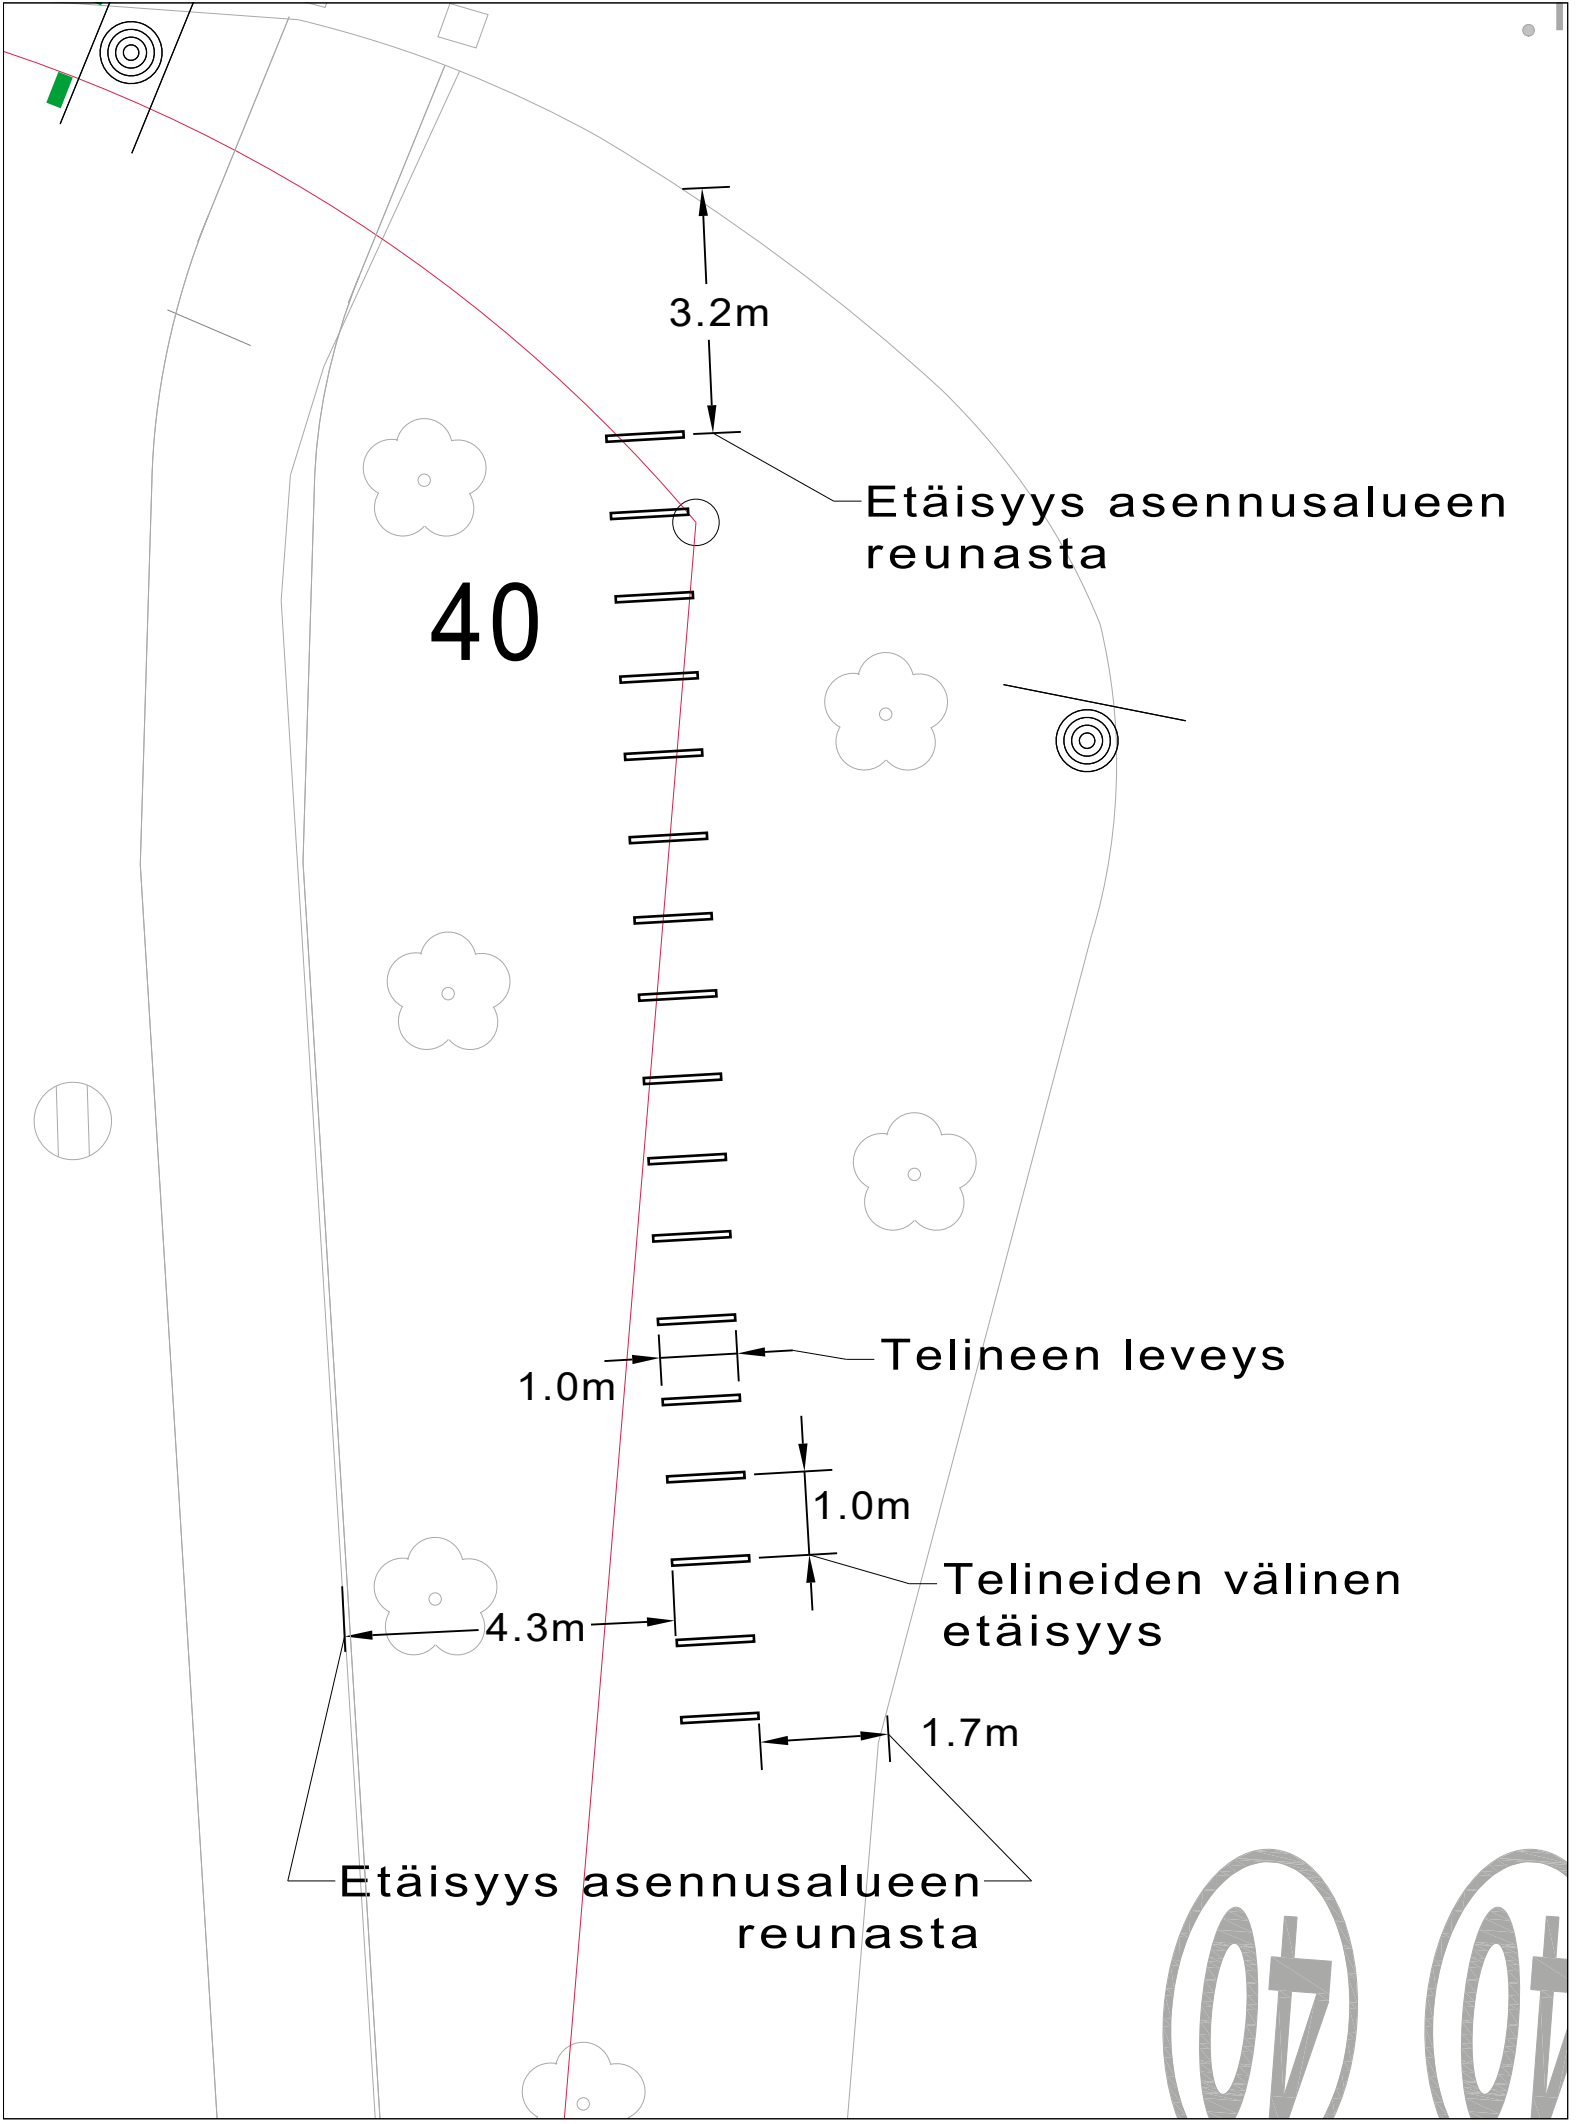 3.2m
Etäisyys asennusalueen
reunasta
40
Telineen leveys
1.0m
1.0m
Telineiden välinen
etäisyys
4.3m
1.7m
Etäisyys asennusalueen
reunasta
40
40